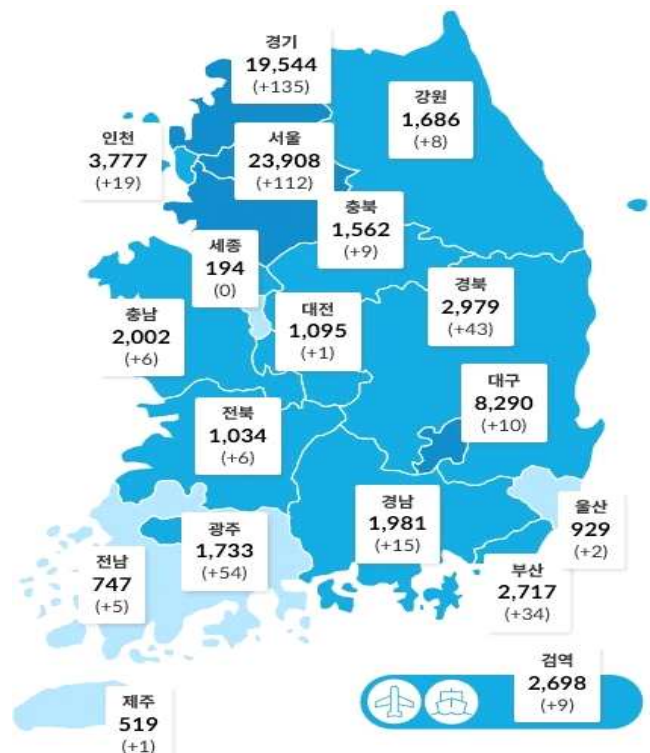 경기
19,544
(+135)
강원
1,686
(+8)
인천
3,777
(+19)
서울
23,908
(+112)
충북
1,562
(+9)
세종
194
(0)
경북
2,979
(+43)
충남
2,002
(+6)
대전
1,095
(+1)
대구
8,290
(+10)
전북
1,034
(+6)
경남
1,981
(+15)
울산
929
(+2)
광주
1,733
(+54)
전남
747
(+5)
부산
2,717
(+34)
검역
2,698
(+9)
제주
519
(+1)